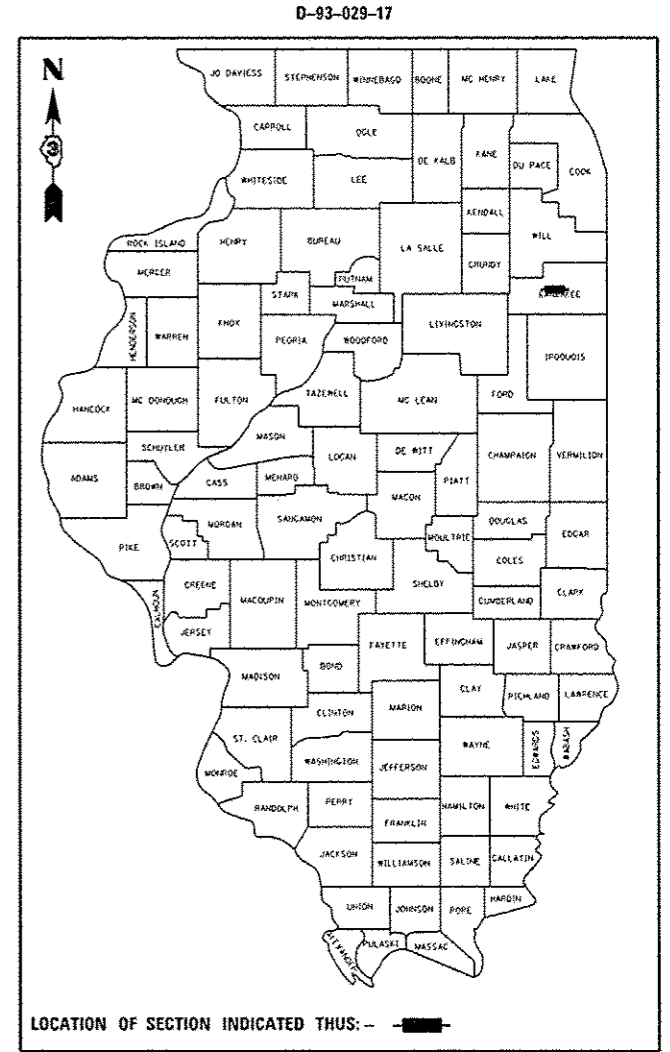 D-93-029-17
N
3
JO DAVIESS STEPHENSON WINNEBAGO BOONE MC HENRY LAKE
CARROLL OGLE DE KALB KANE DU PAGE COOK
WHITESIDE LEE KENDALL WILL
ROCK ISLAND HENRY BUREAU LA SALLE GRUNDY
MERCER STARK PUTNAM KANKAKEE
HENDERSON WARREN KNOX PEORIA MARSHALL LIVINGSTON
WOODFORD IROQUOIS
HANCOCK MC DONOUGH FULTON TAZEWELL MC LEAN FORD
SCHUYLER MASON LOGAN DE WITT CHAMPAIGN VERMILION
ADAMS BROWN CASS MENARD MACON PIATT
PIKE SCOTT MORGAN SANGAMON CHRISTIAN MOULTRIE DOUGLAS EDGAR
COLES
CALHOUN GREENE MACOUPIN MONTGOMERY SHELBY CUMBERLAND CLARK
JERSEY FAYETTE EFFINGHAM JASPER CRAWFORD
MADISON BOND CLAY RICHLAND LAWRENCE
CLINTON MARION
ST. CLAIR WASHINGTON JEFFERSON WAYNE EDWARDS WABASH
MONROE
RANDOLPH PERRY FRANKLIN HAMILTON WHITE
JACKSON WILLIAMSON SALINE GALLATIN
UNION JOHNSON POPE HARDIN
ALEXANDER PULASKI MASSAC
LOCATION OF SECTION INDICATED THUS: -